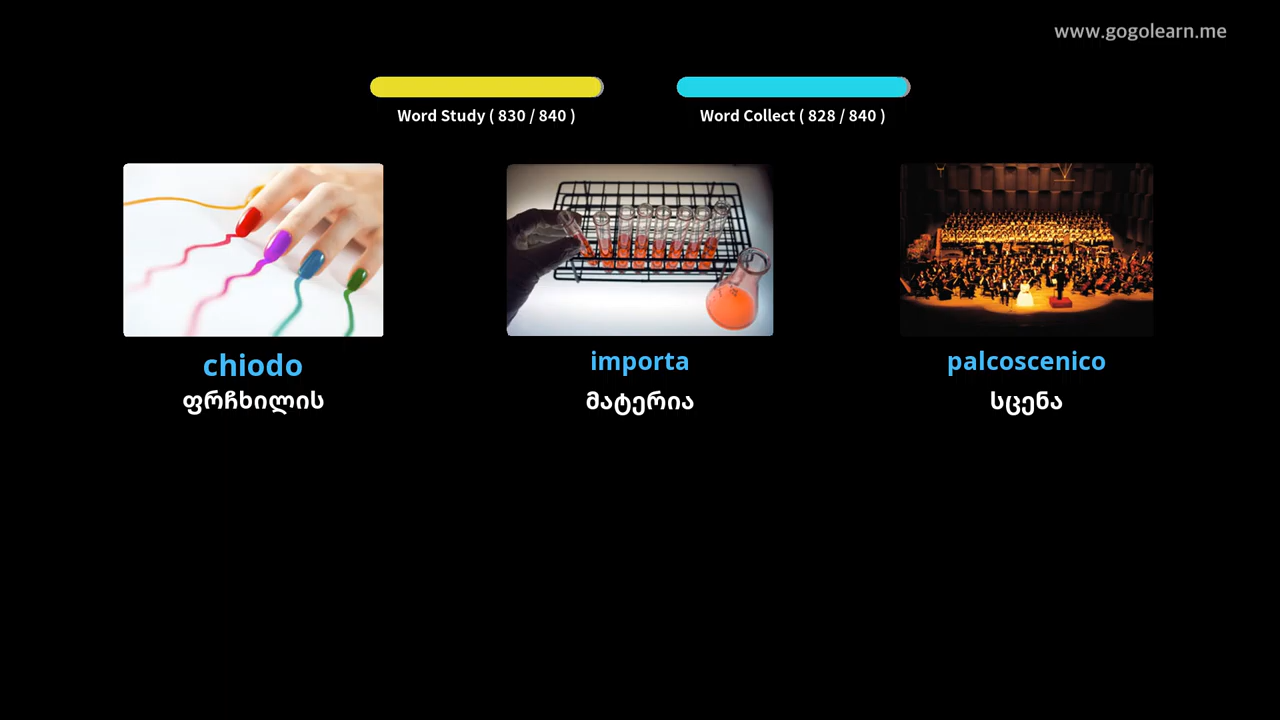 www.gogolearn.me
Word Study ( 830 / 840 )
Word Collect ( 828 / 840 )
chiodo
ფრჩხილის
importa
მატერია
palcoscenico
სცენა